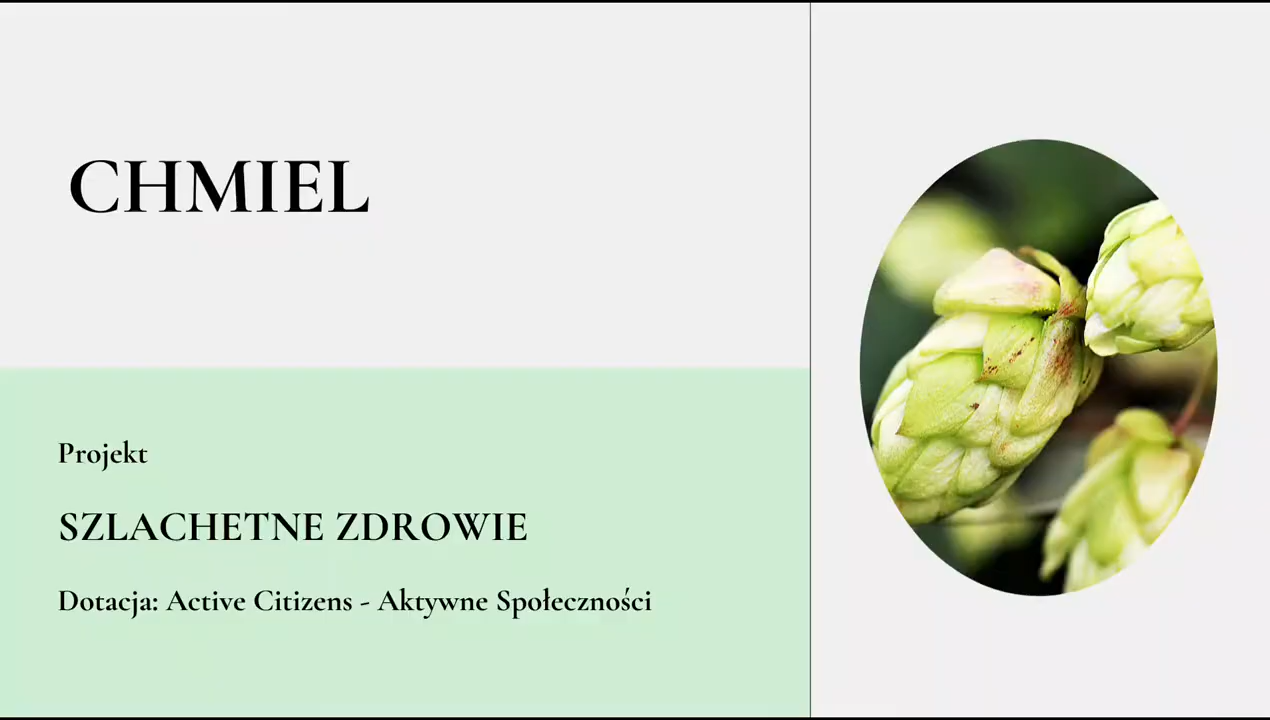 CHMIEL
Projekt
SZLACHETNE ZDROWIE
Dotacja: Active Citizens - Aktywne Społeczności